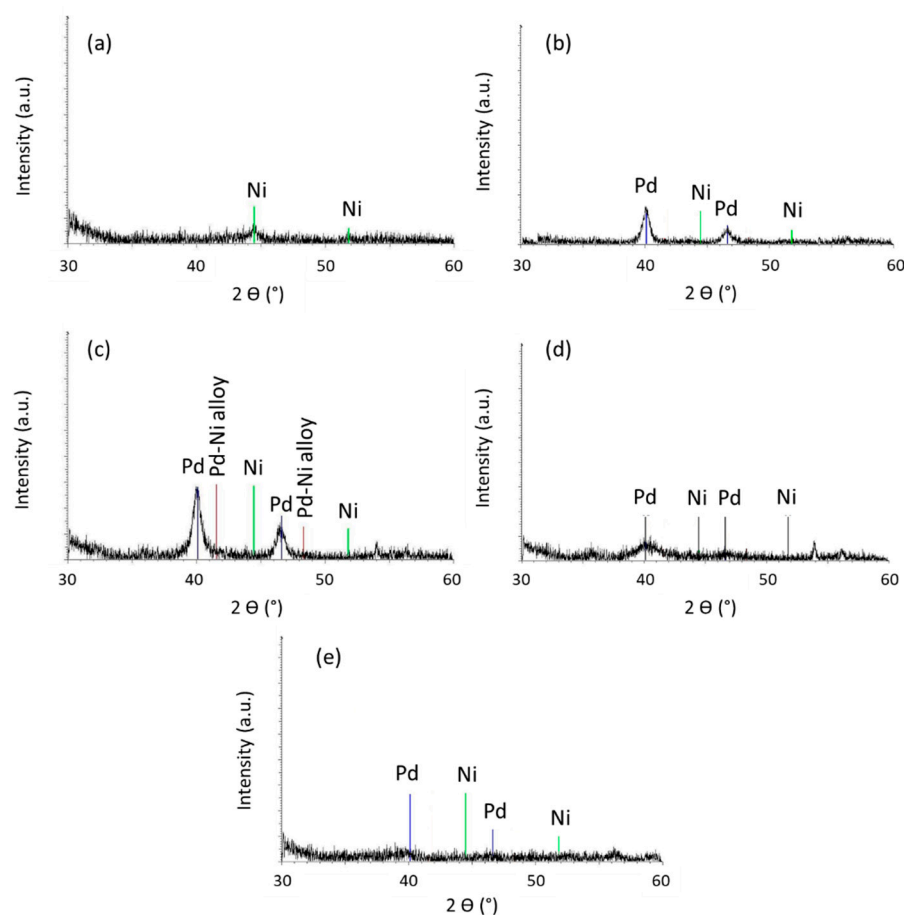 (a)
Intensity (a.u.)
Ni
Ni
30
40
50
60
2 ϴ (°)
(b)
Intensity (a.u.)
Pd
Ni
Pd
Ni
30
40
50
60
2 ϴ (°)
(c)
Intensity (a.u.)
Pd
Pd-Ni alloy
Ni
Pd
Pd-Ni alloy
Ni
30
40
50
60
2 ϴ (°)
(d)
Intensity (a.u.)
Pd
Ni
Pd
Ni
30
40
50
60
2 ϴ (°)
(e)
Intensity (a.u.)
Pd
Ni
Pd
Ni
30
40
50
60
2 ϴ (°)